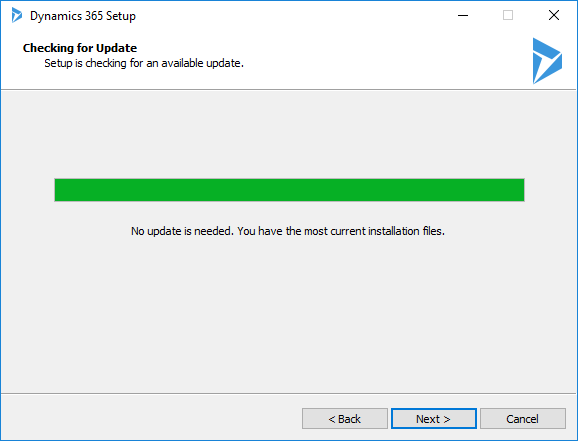 Dynamics 365 Setup
Checking for Update
Setup is checking for an available update.
No update is needed. You have the most current installation files.
< Back
Next >
Cancel